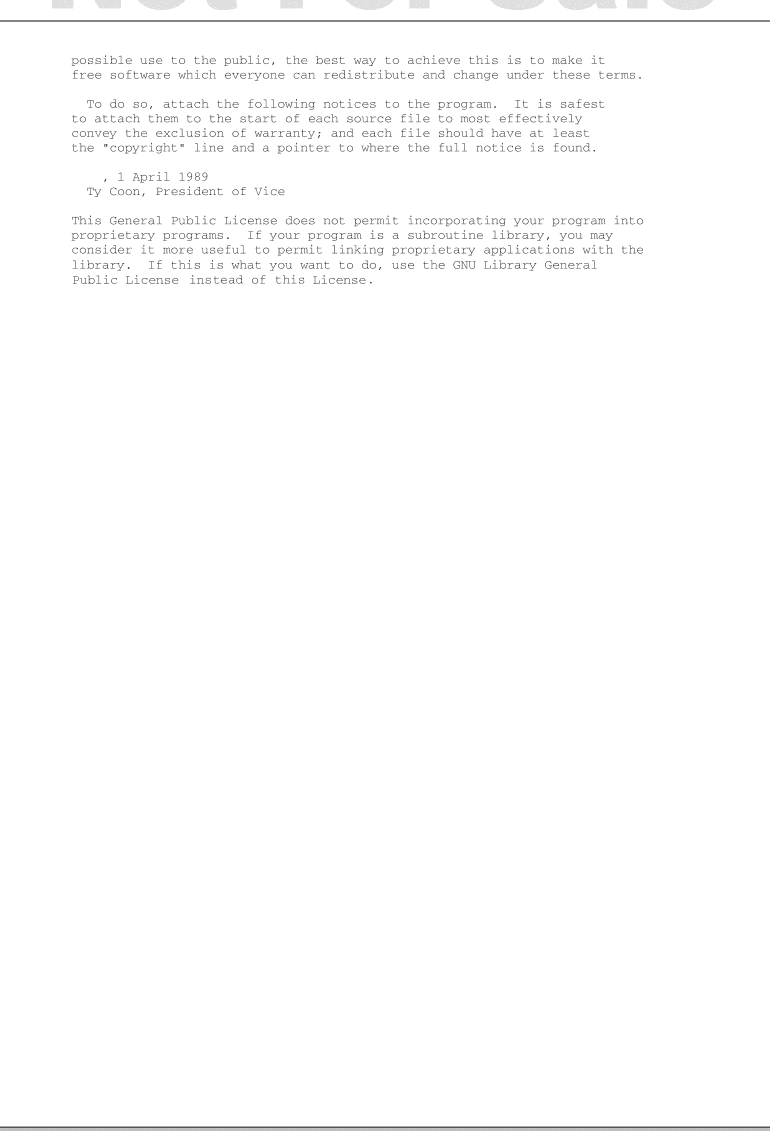 Not For Sale
possible use to the public, the best way to achieve this is to make it
free software which everyone can redistribute and change under these terms.
To do so, attach the following notices to the program.  It is safest
to attach them to the start of each source file to most effectively
convey the exclusion of warranty; and each file should have at least
the "copyright" line and a pointer to where the full notice is found.
, 1 April 1989
Ty Coon, President of Vice
This General Public License does not permit incorporating your program into
proprietary programs.  If your program is a subroutine library, you may
consider it more useful to permit linking proprietary applications with the
library.  If this is what you want to do, use the GNU Library General
Public License instead of this License.